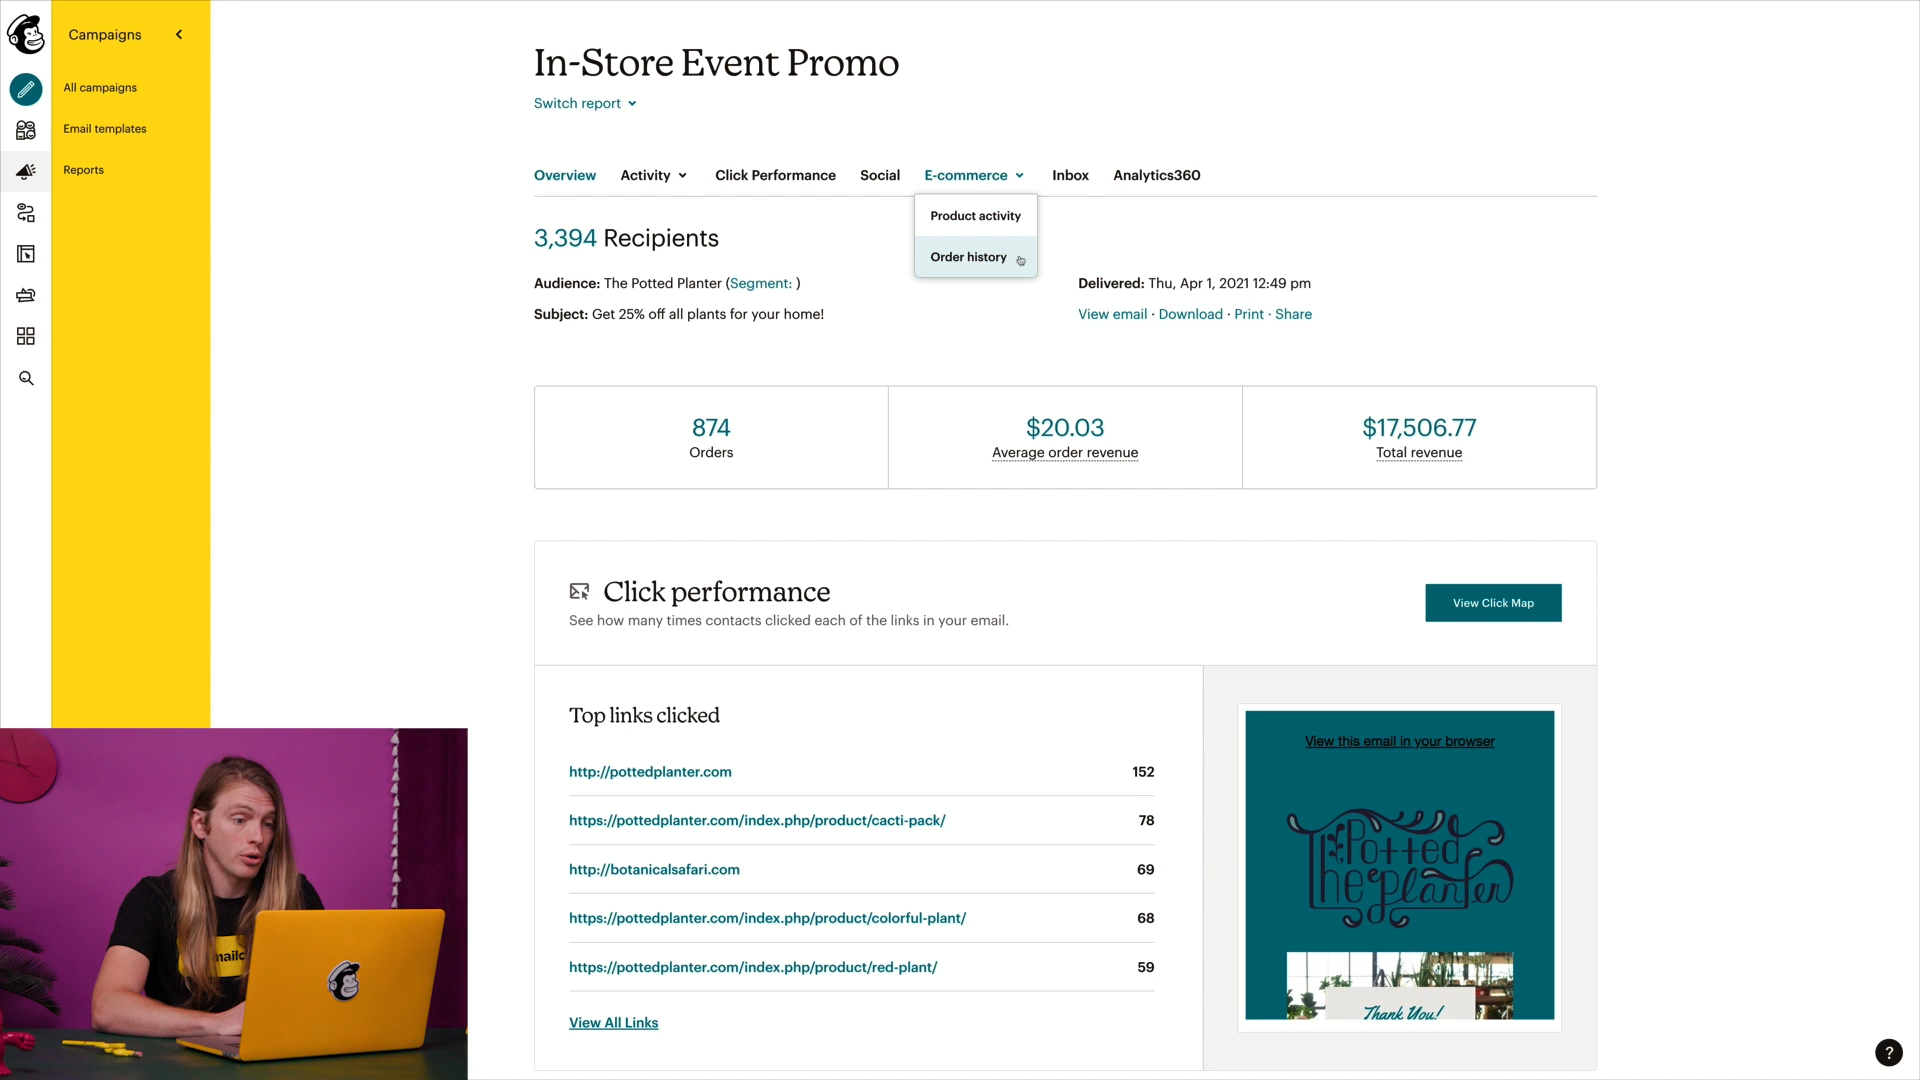 Campaigns
All campaigns
Email templates
Reports
In-Store Event Promo
Switch report
Overview Activity Click Performance Social E-commerce Inbox Analytics360
Product activity
Order history
3,394 Recipients
Audience: The Potted Planter (Segment: )
Subject: Get 25% off all plants for your home!
Delivered: Thu, Apr 1, 2021 12:49 pm
View email · Download · Print · Share
874
Orders
$20.03
Average order revenue
$17,506.77
Total revenue
Click performance
See how many times contacts clicked each of the links in your email.
View Click Map
Top links clicked
http://pottedplanter.com 152
https://pottedplanter.com/index.php/product/cacti-pack/ 78
http://botanicalsafari.com 69
https://pottedplanter.com/index.php/product/colorful-plant/ 68
https://pottedplanter.com/index.php/product/red-plant/ 59
View All Links
View this email in your browser
The Potted
Planter
Thank You!
mailc
?